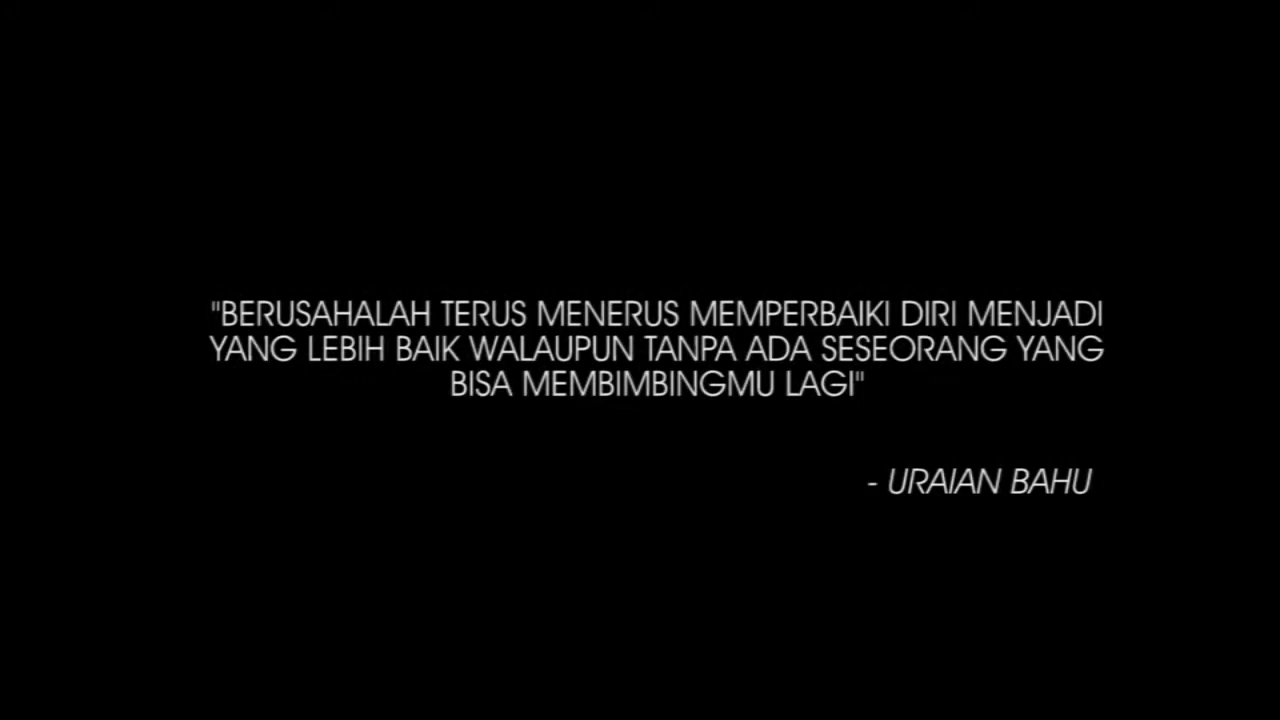 "BERUSAHALAH TERUS MENERUS MEMPERBAIKI DIRI MENJADI
YANG LEBIH BAIK WALAUPUN TANPA ADA SESEORANG YANG
BISA MEMBIMBINGMU LAGI"
- URAIAN BAHU